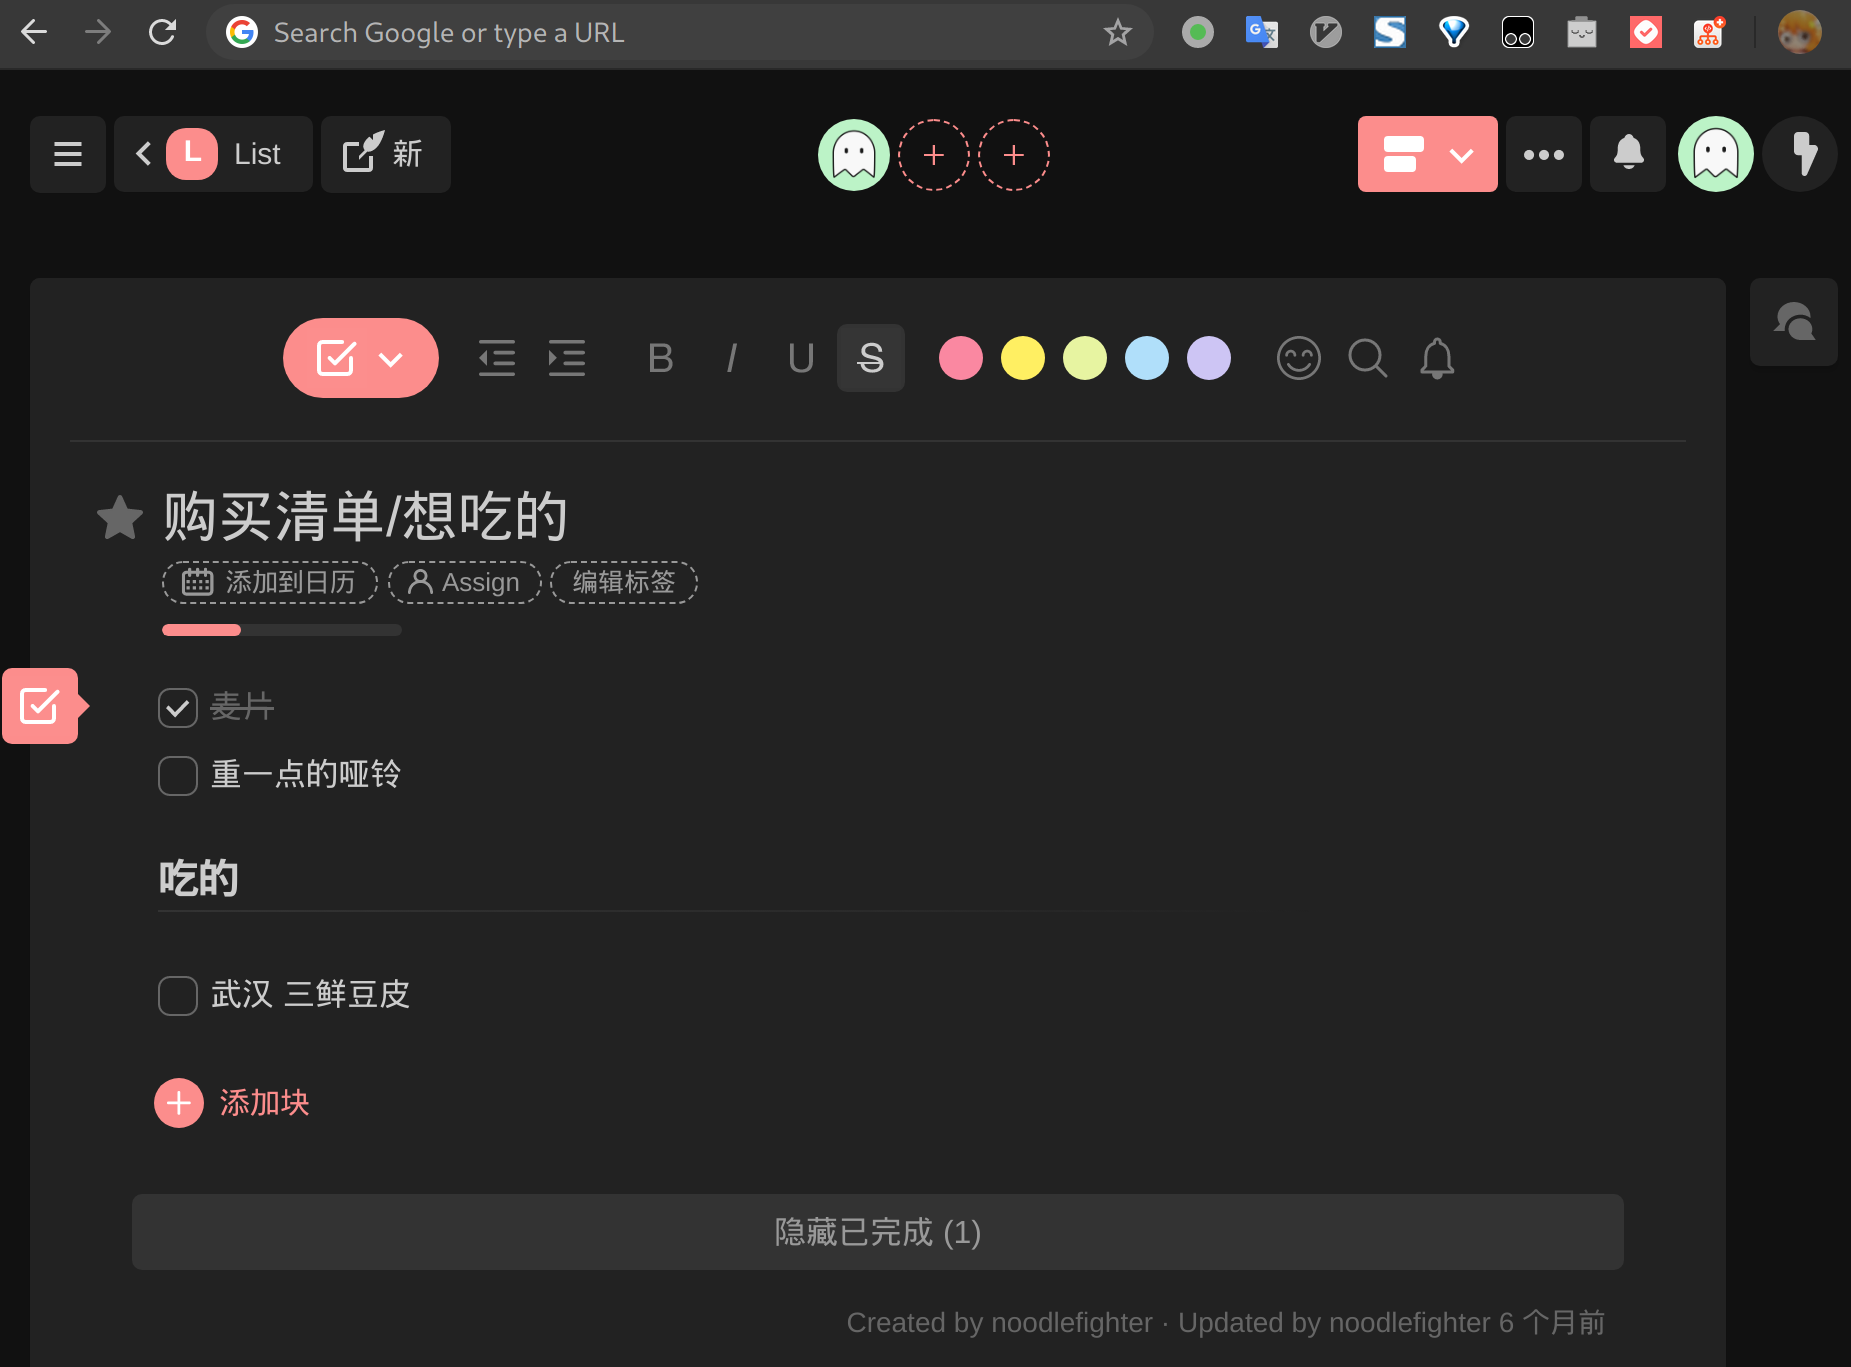 Search Google or type a URL
L List 新
B I U S
购买清单/想吃的
添加到日历 Assign 编辑标签
麦片
重一点的哑铃
吃的
武汉 三鲜豆皮
添加块
隐藏已完成 (1)
Created by noodlefighter · Updated by noodlefighter 6 个月前